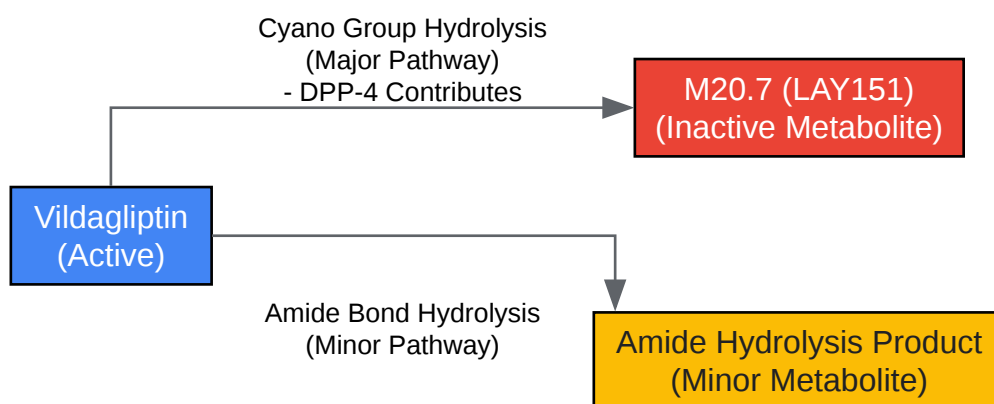 Cyano Group Hydrolysis
(Major Pathway)
- DPP-4 Contributes
M20.7 (LAY151)
(Inactive Metabolite)
Vildagliptin
(Active)
Amide Bond Hydrolysis
(Minor Pathway)
Amide Hydrolysis Product
(Minor Metabolite)